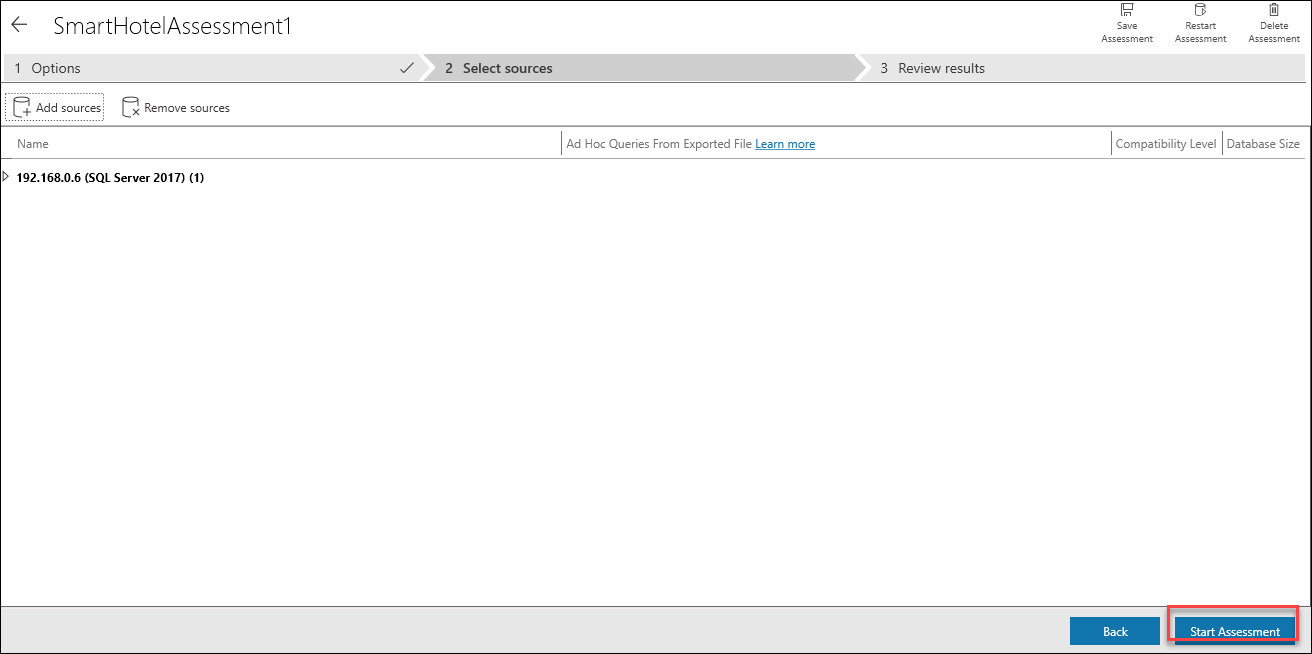 SmartHotelAssessment1
Save
Assessment
Restart
Assessment
Delete
Assessment
1 Options
2 Select sources
3 Review results
Add sources
Remove sources
Name
Ad Hoc Queries From Exported File Learn more
Compatibility Level
Database Size
192.168.0.6 (SQL Server 2017) (1)
Back
Start Assessment